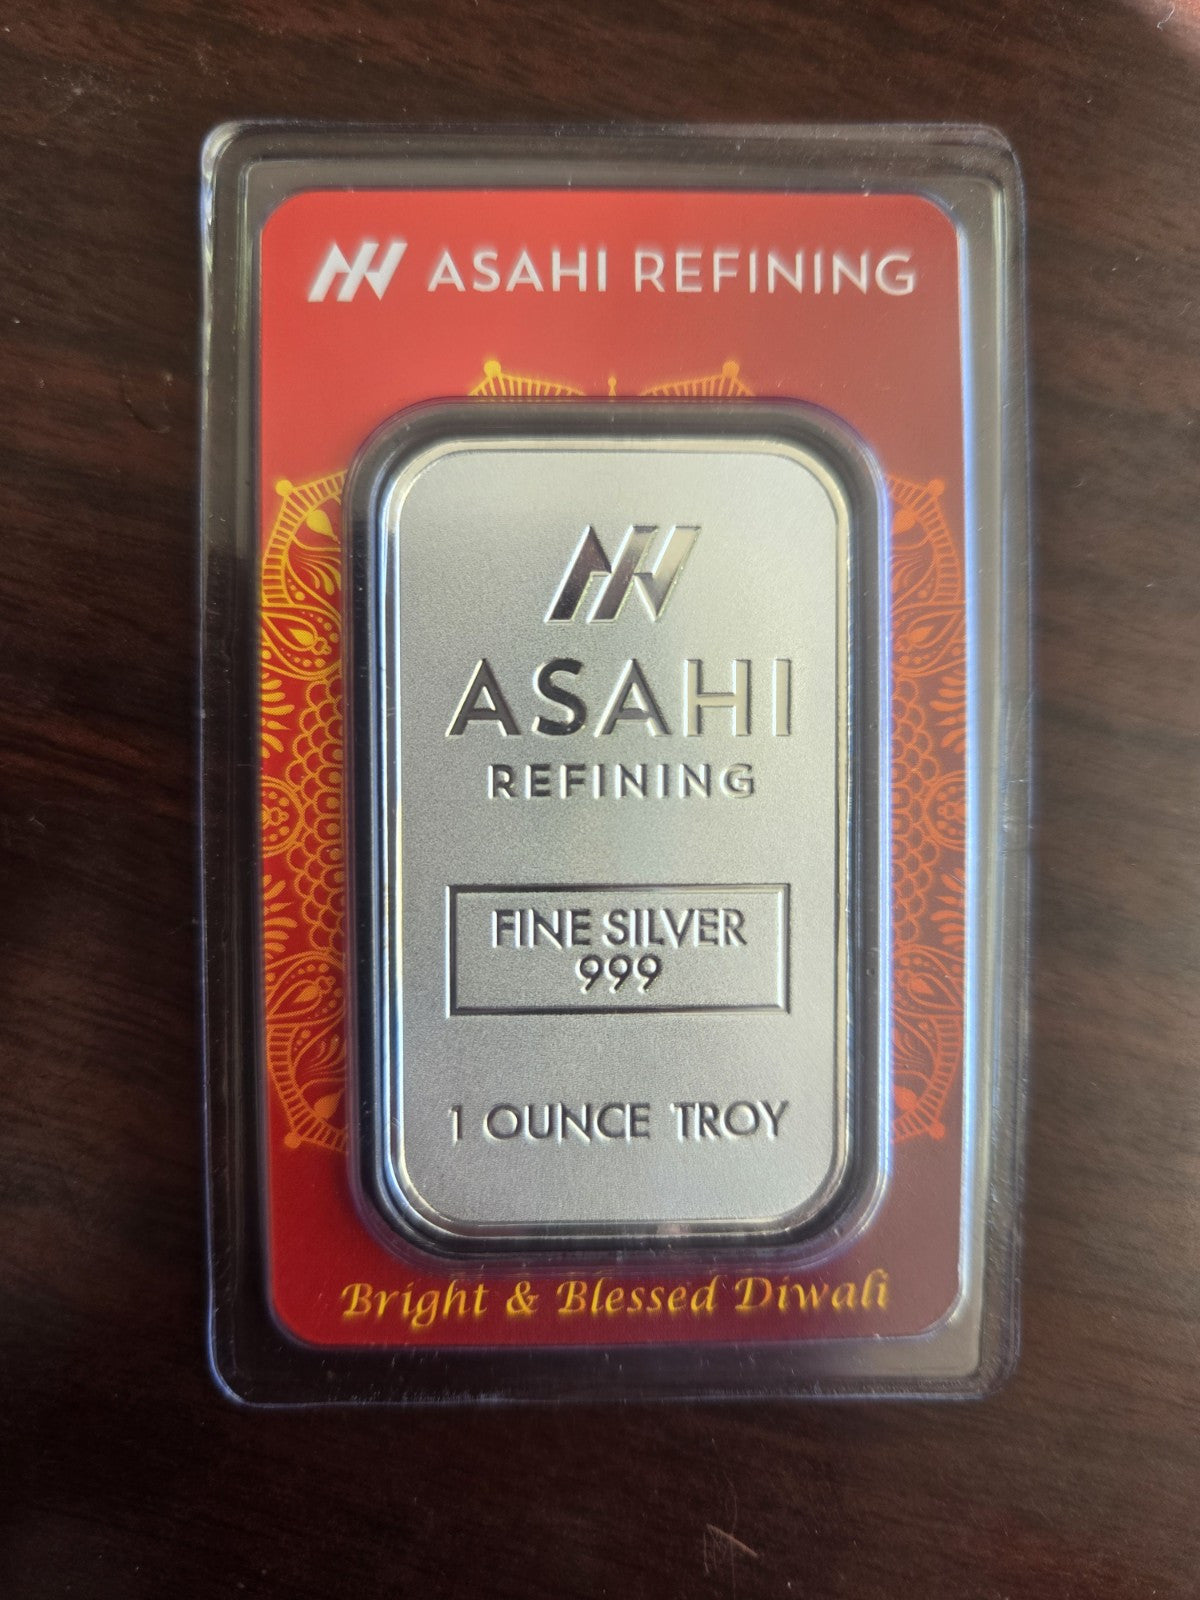 ASAHI REFINING
ASAHI
REFINING
FINE SILVER
999
1 OUNCE TROY
Bright & Blessed Diwali